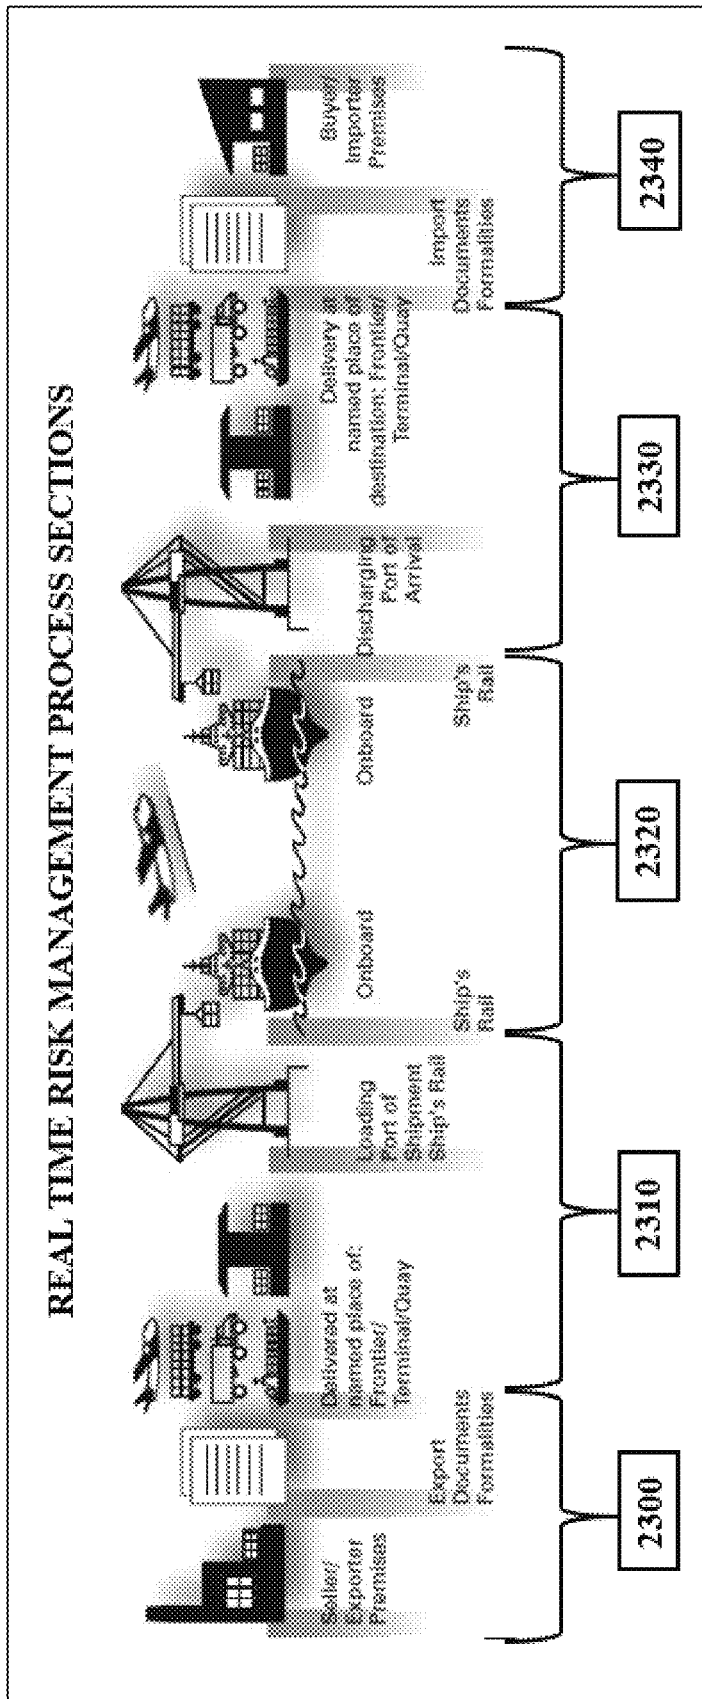 REAL TIME RISK MANAGEMENT PROCESS SECTIONS
Seller/
Exporter
Premises
Export
Documents
Formalities
Delivered at
named place of:
Frontier/
Terminal/Quay
Loading
Port of
Shipment
Ship's Rail
Ship's
Rail
Onboard
Onboard
Ship's
Rail
Discharging
Port of
Arrival
Delivery at
named place of
destination: Frontier/
Terminal/Quay
Import
Documents
Formalities
Buyer/
Importer
Premises
2300
2310
2320
2330
2340